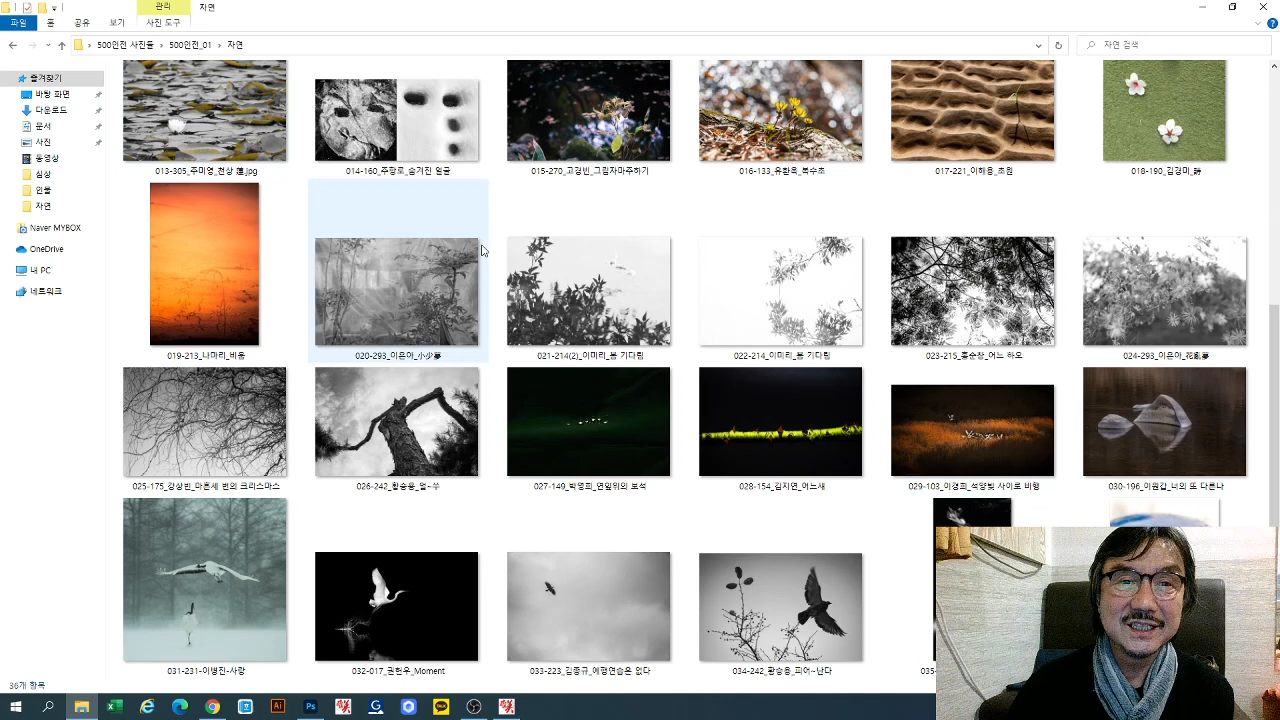 관리
자연
파일
홈
공유
보기
사진 도구
500인전 사진들 > 500인전_01 > 자연
자연 검색
즐겨찾기
바탕 화면
다운로드
문서
사진
동영상
심상
인물
자연
Naver MYBOX
OneDrive
내 PC
네트워크
013-305_주미영_천상 蓮.jpg
014-160_주광로_숨겨진 얼굴
015-270_고경빈_그림자마주하기
016-133_유환옥_복수초
017-221_이해용_초원
018-190_김경미_
019-213_나마리_비움
020-293_이은아_小少夢
021-214(2)_이미리_봄 기다림
022-214_이미리_봄 기다림
023-215_홍순창_어느 하오
024-293_이은아_花亂夢
025-175_강상빈_마흔세 번의 크리스마스
026-242_황승용_얼~쑤
027-149_박영희_연잎위의 보석
028-154_김지연_어느새
029-103_이경희_석양빛 사이로 비행
030-196_이원갑_너의 또 다른나
031-231-이병진-사랑
032-017_권헌우_Moment
033-223_김종규_예행연습은 없다
034-242_황승용_피어~난다
035-
36개 항목